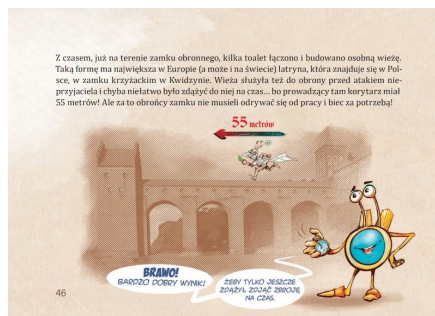 Z czasem, już na terenie zamku obronnego, kilka toalet łączono i budowano osobną wieżę.
Taką formę ma największa w Europie (a może i na świecie) latryna, która znajduje się w Pol-
sce, w zamku krzyżackim w Kwidzynie. Wieża służyła też do obrony przed atakiem nie-
przyjaciela i chyba niełatwo było zdążyć do niej na czas... bo prowadzący tam korytarz miał
55 metrów! Ale za to obrońcy zamku nie musieli odrywać się od pracy i biec za potrzebą!
55 metrów
BRAWO!
BARDZO DOBRY WYNIK!
ŻEBY TYLKO JESZCZE
ZDĄŻYŁ ZDJĄĆ ZBROJĘ
NA CZAS.
46